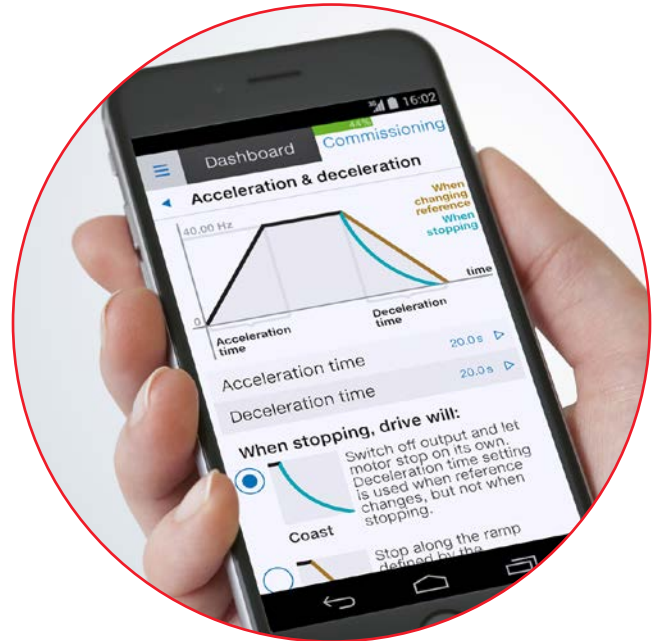 3G 16:02
44%
Dashboard Commissioning
Acceleration & deceleration
40.00 Hz
When
changing
reference
When
stopping
0
time
Acceleration
time
Deceleration
time
Acceleration time 20.0s
Deceleration time 20.0s
When stopping, drive will:
Switch off output and let
motor stop on its own.
Deceleration time setting
is used when reference
changes, but not when
stopping.
Coast
Stop along the ramp
defined by the